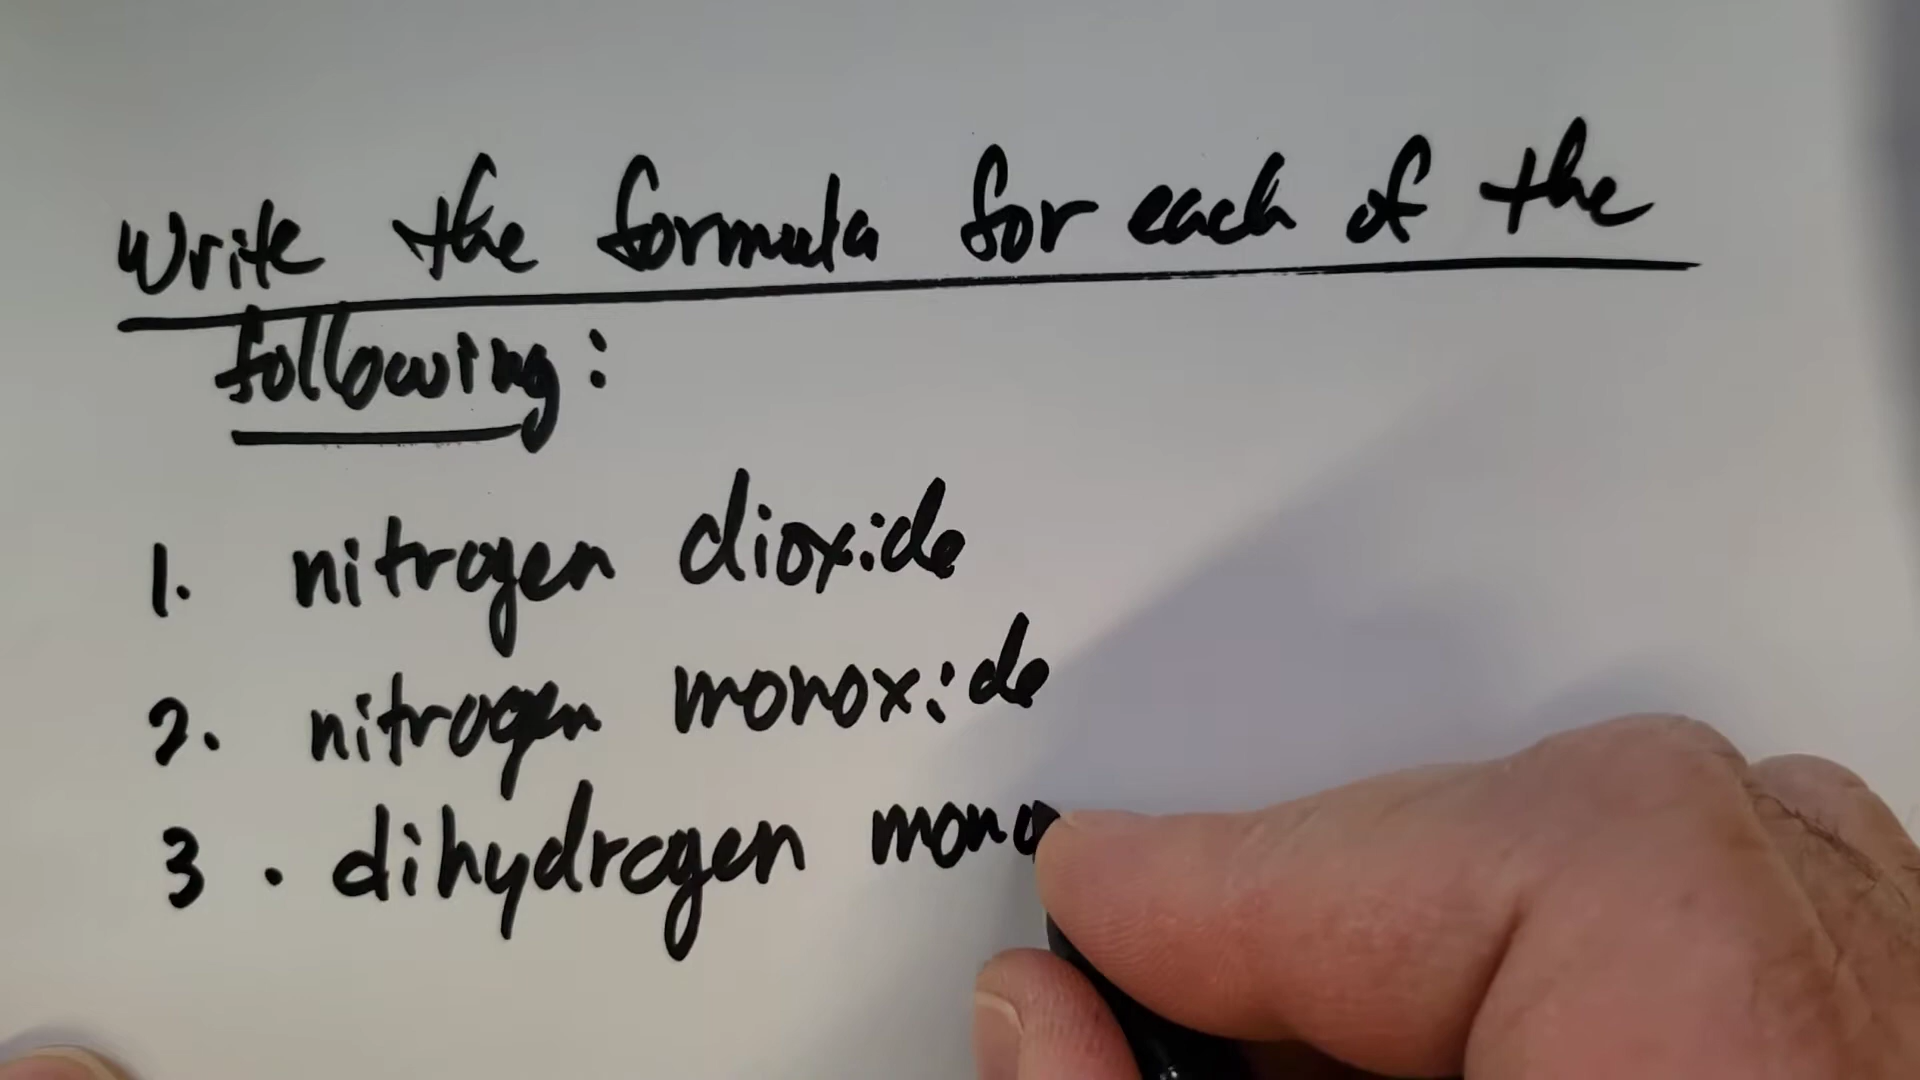 Write the formula for each of the
following:
1. nitrogen dioxide
2. nitrogen monoxide
3. dihydrogen mono